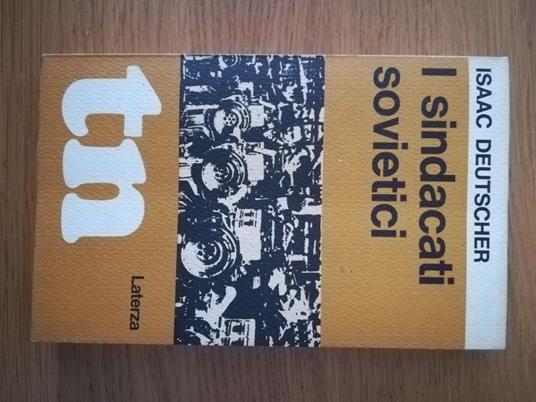 ISAAC DEUTSCHER
I sindacati
sovietici
tn
Laterza